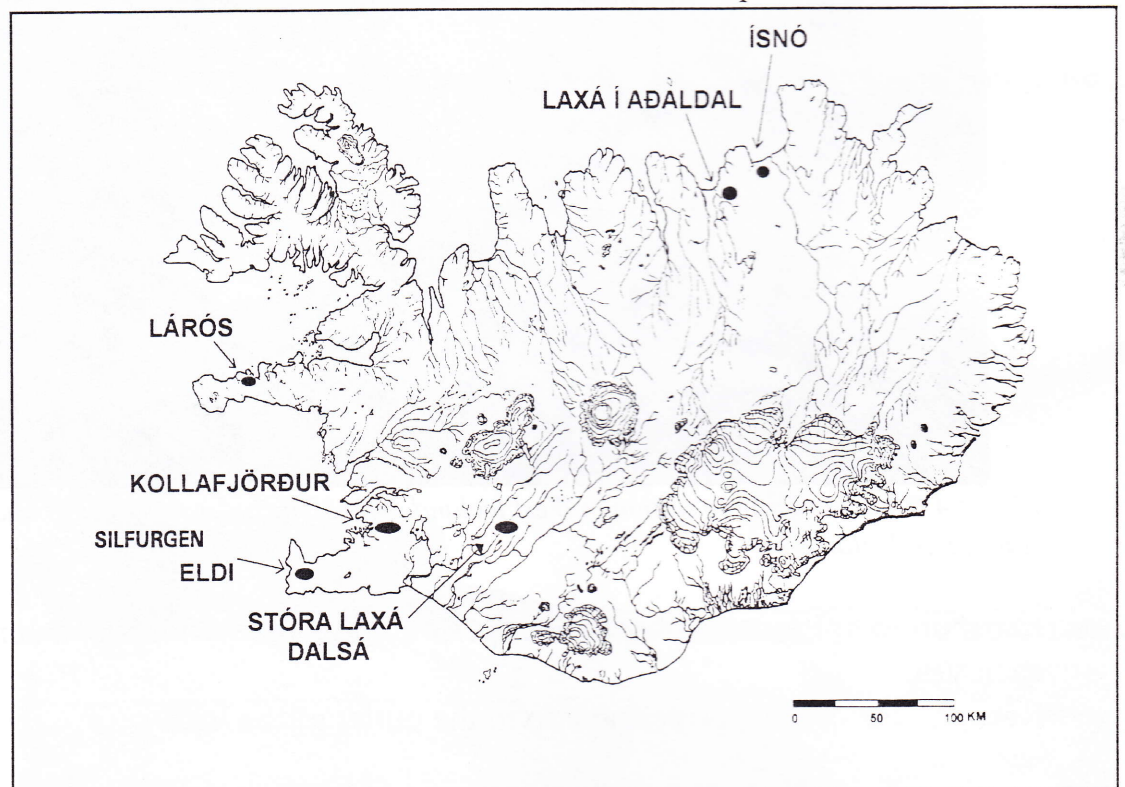 ÍSNÓ
LAXÁ Í AÐALDAL
LÁRÓS
KOLLAFJÖRÐUR
SILFURGEN
ELDI
STÓRA LAXÁ
DALSÁ
0 50 100 KM